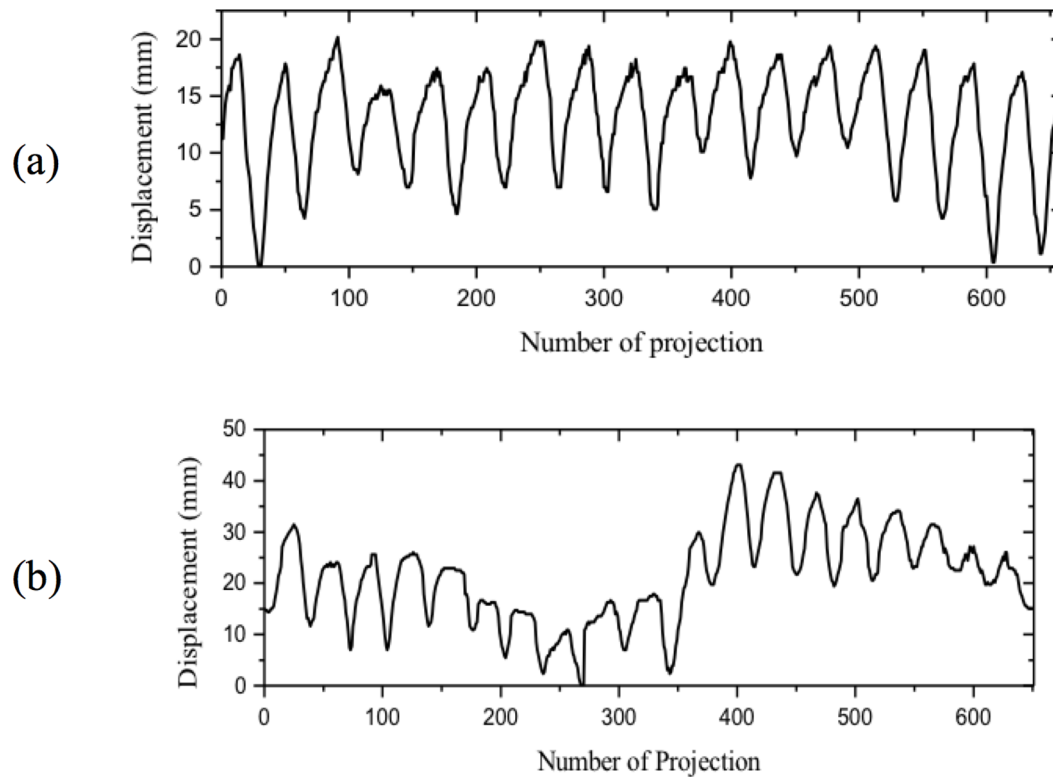 (a)
Displacement (mm)
20
15
10
5
0
0 100 200 300 400 500 600
Number of projection
(b)
Displacement (mm)
50
40
30
20
10
0
0 100 200 300 400 500 600
Number of Projection